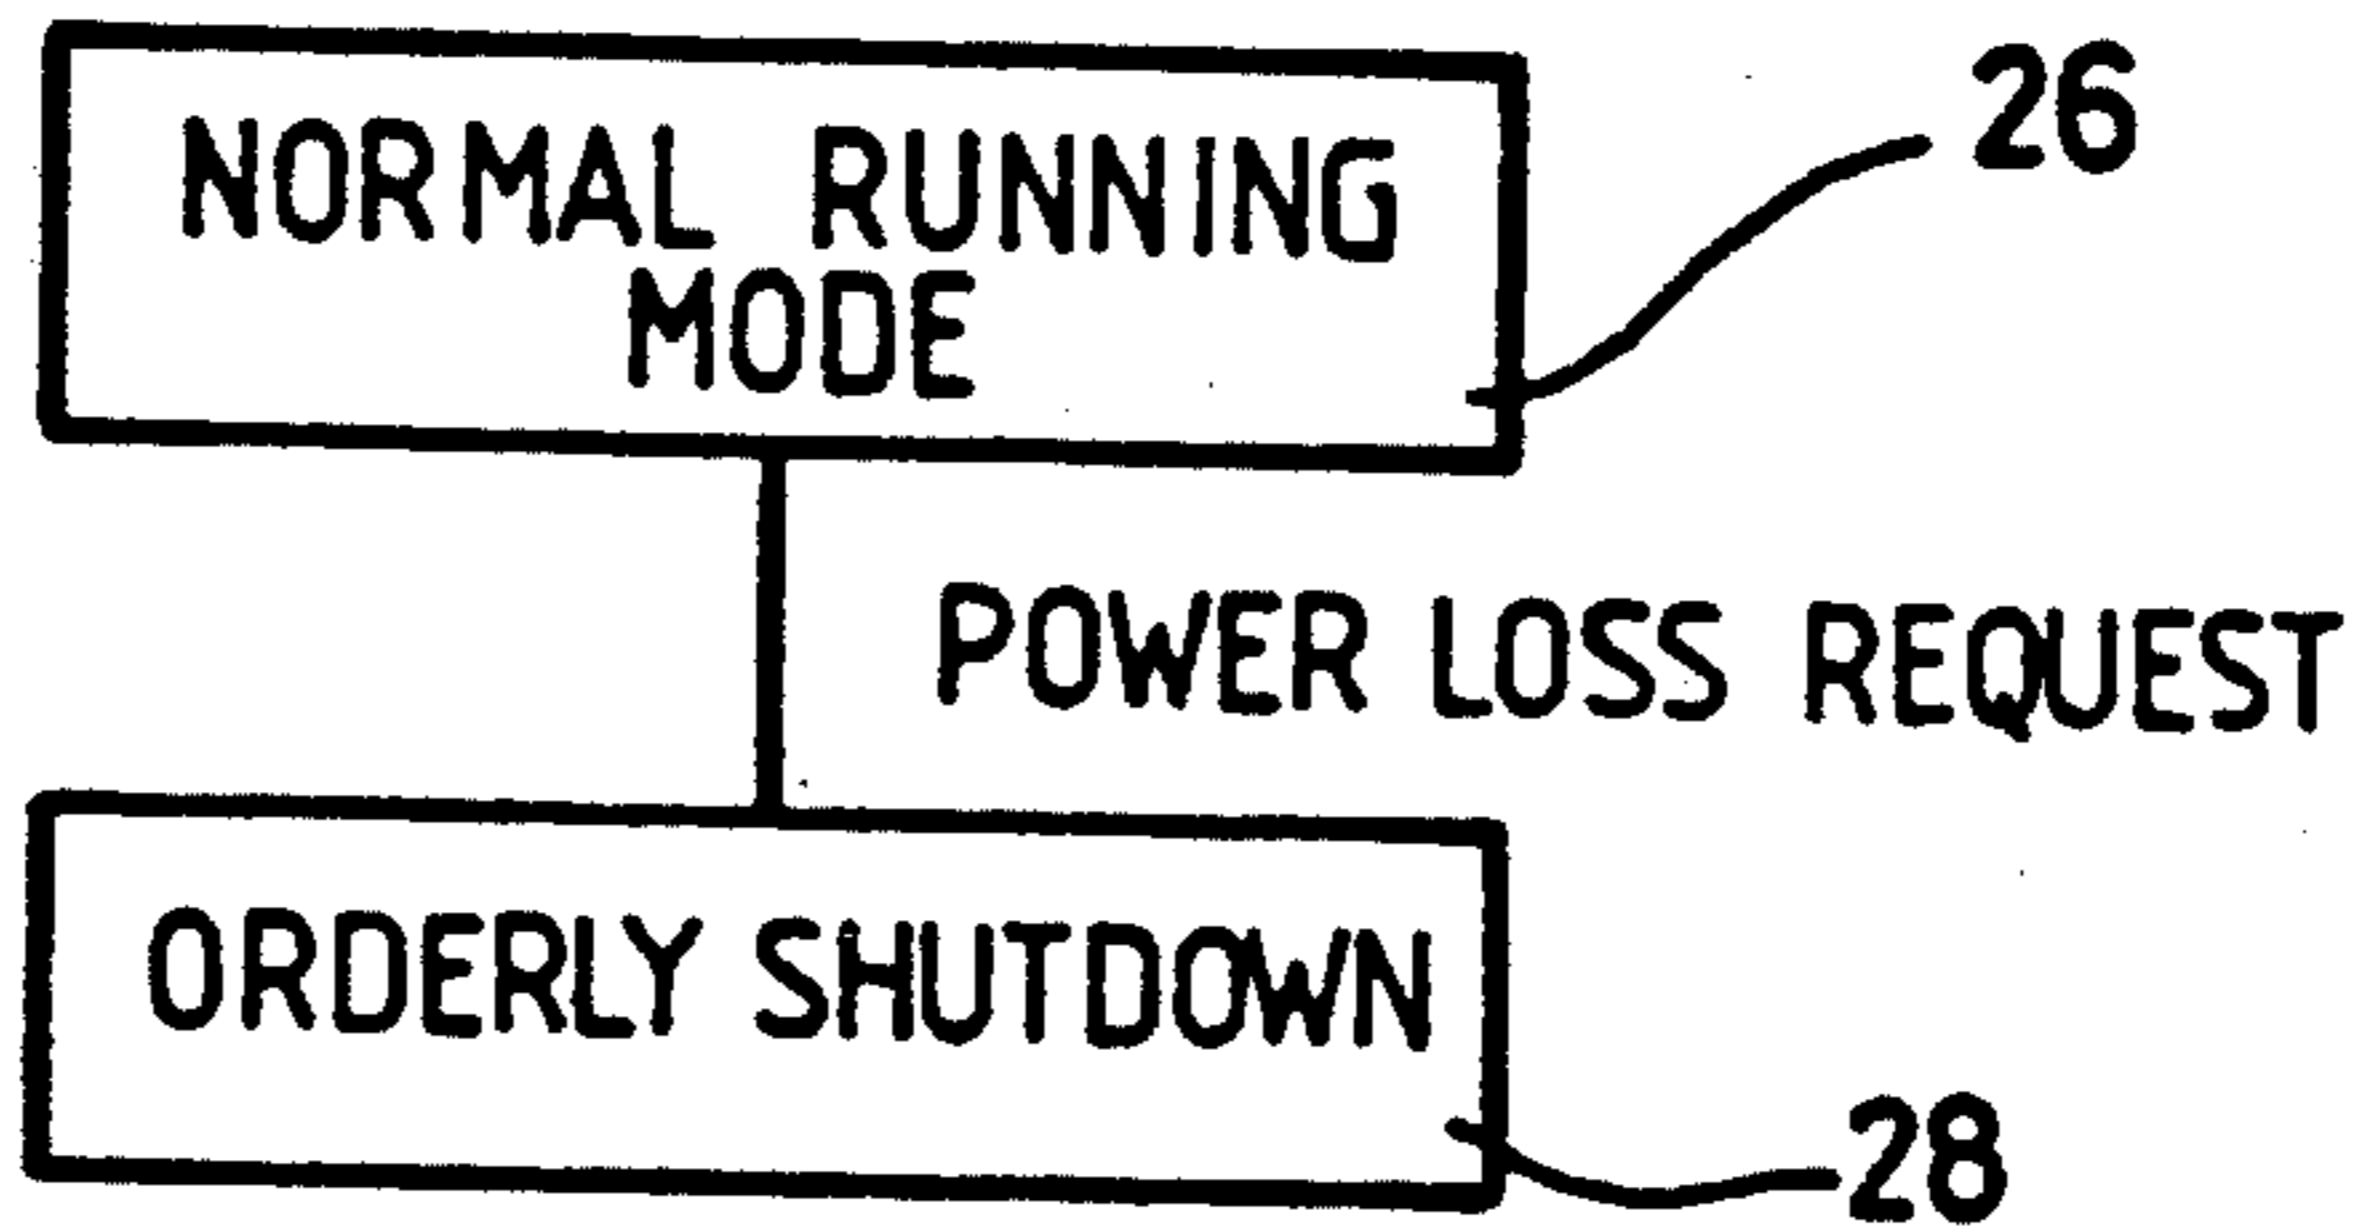 NORMAL RUNNING
MODE
26
POWER LOSS REQUEST
ORDERLY SHUTDOWN
28